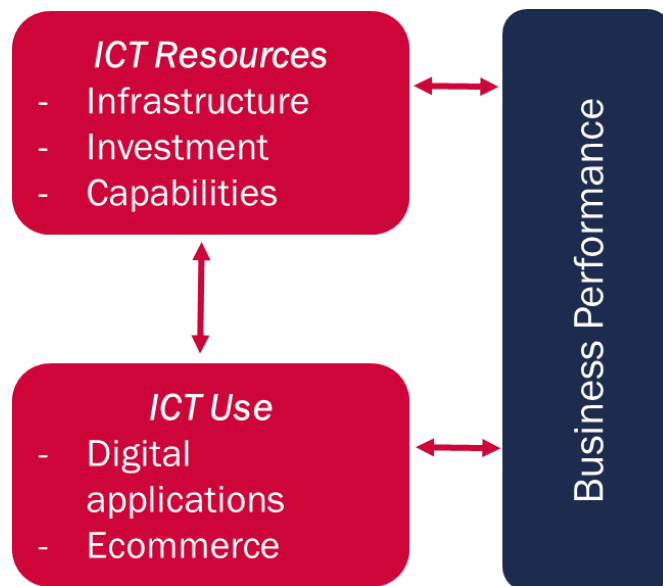 ICT Resources
- Infrastructure
- Investment
- Capabilities
ICT Use
- Digital
applications
- Ecommerce
Business Performance